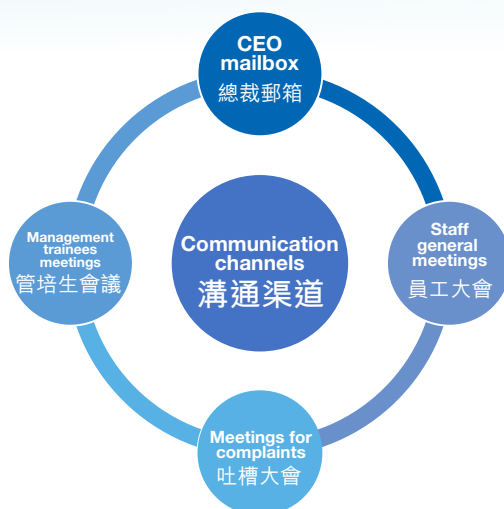 CEO
mailbox
總裁郵箱
Management
trainees
meetings
管培生會議
Communication
channels
溝通渠道
Staff
general
meetings
員工大會
Meetings for
complaints
吐槽大會